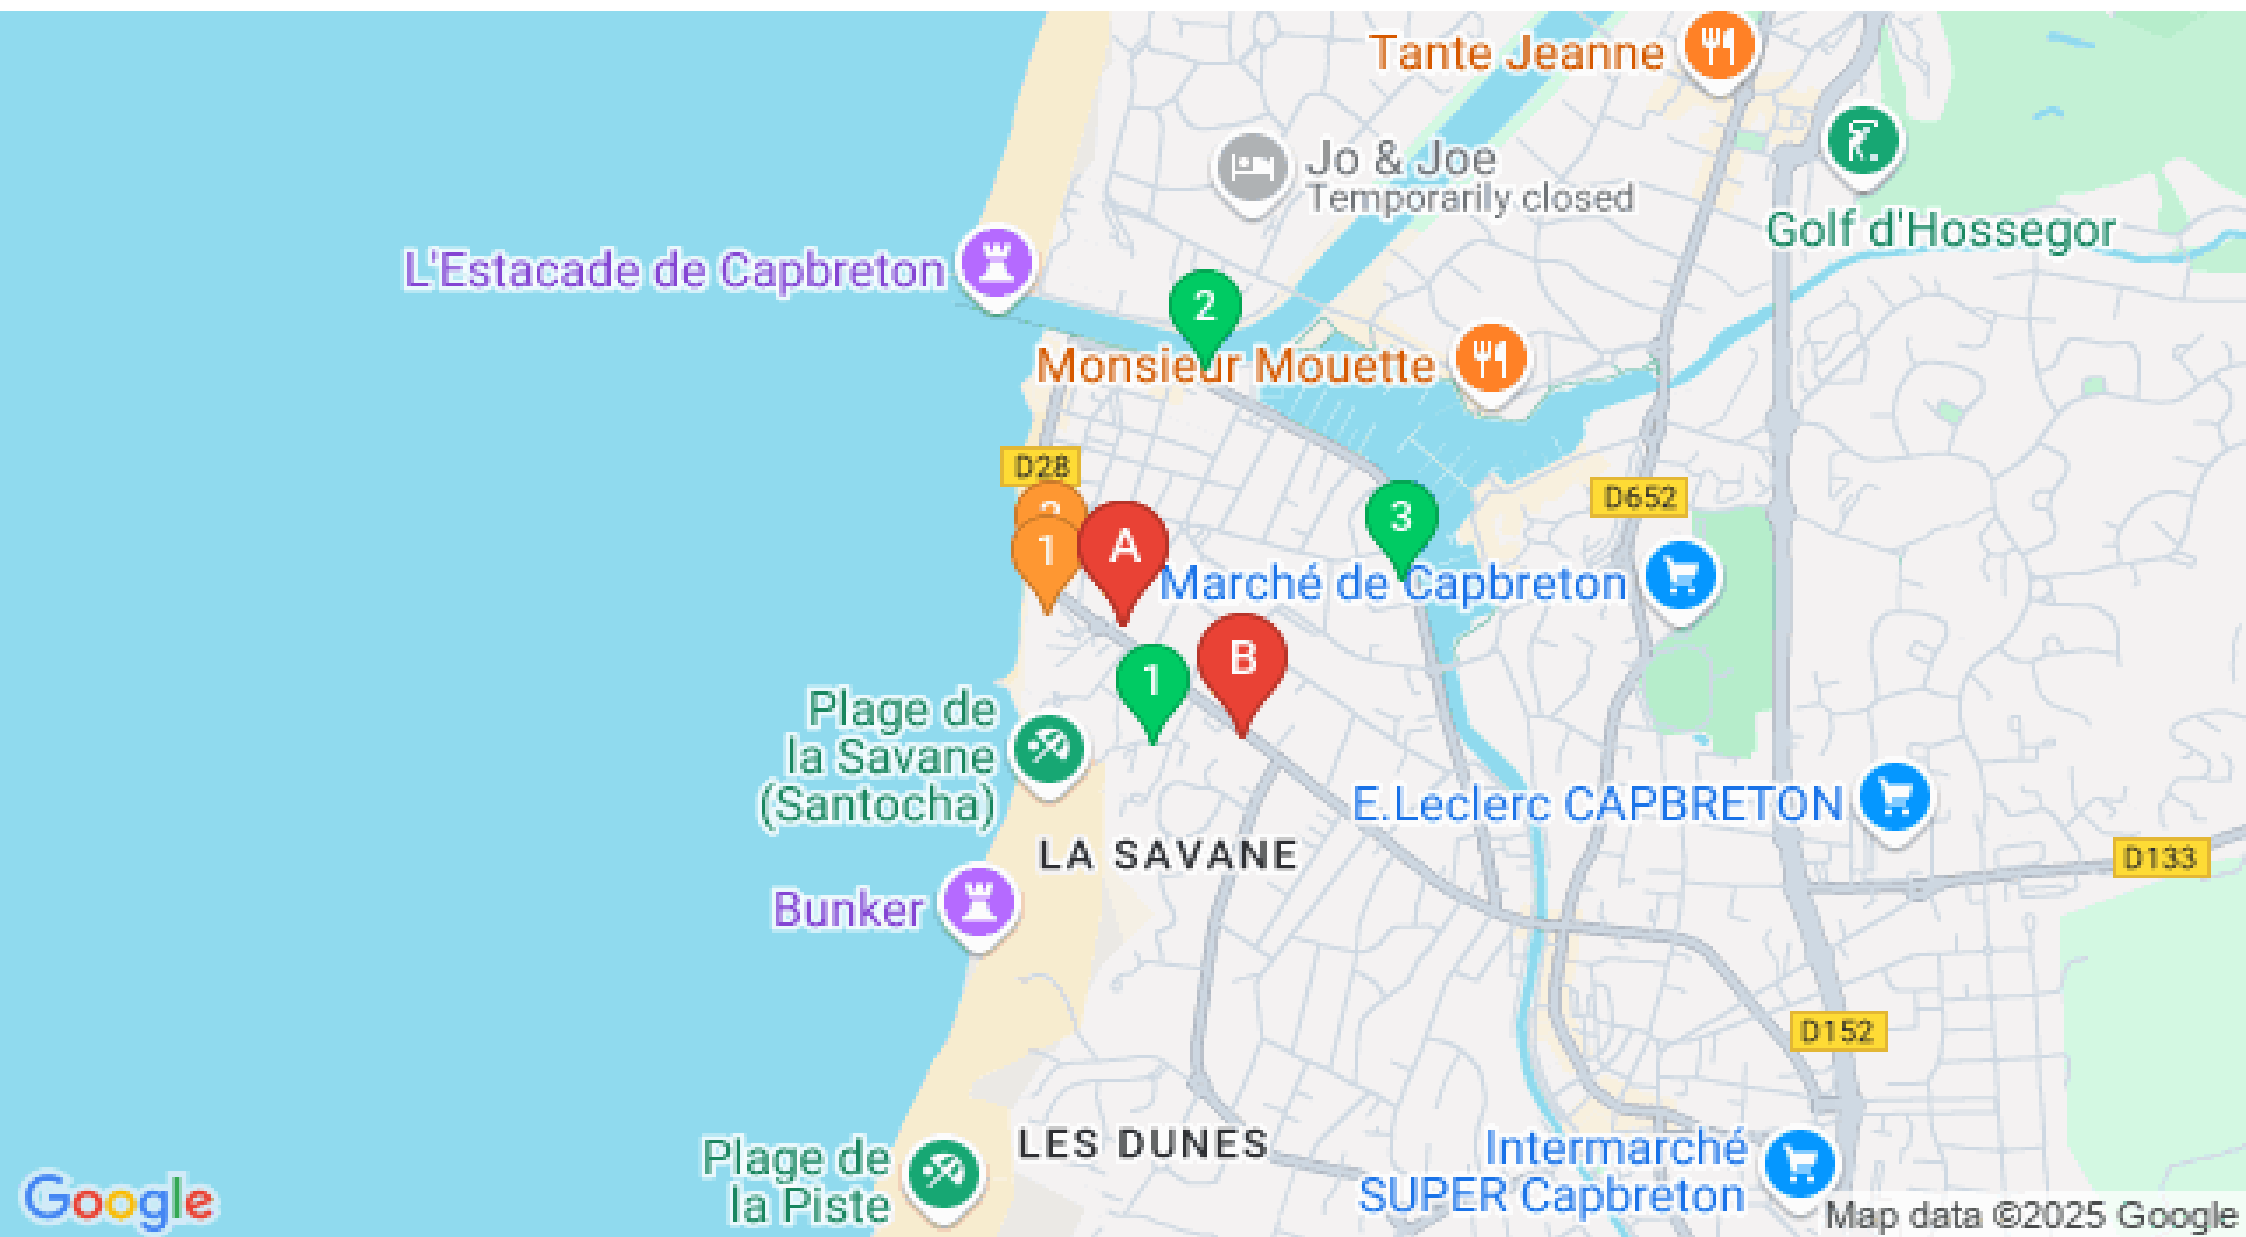 Tante Jeanne
Jo & Joe
Temporarily closed
Golf d'Hossegor
L'Estacade de Capbreton
2
Monsieur Mouette
D28
D652
3
1
A
Marché de Capbreton
B
1
Plage de
la Savane
(Santocha)
E.Leclerc CAPBRETON
LA SAVANE
D133
Bunker
D152
LES DUNES
Plage de
la Piste
Intermarché
SUPER Capbreton
Google
Map data ©2025 Google